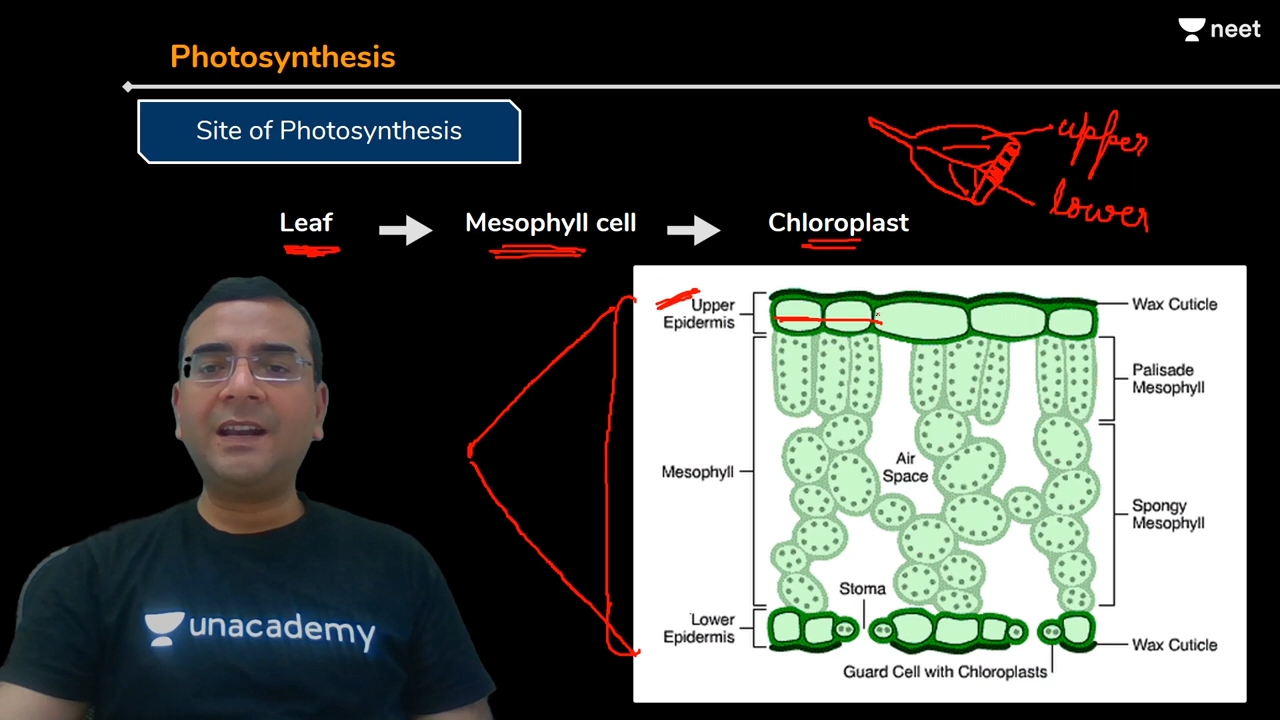 neet
Photosynthesis
Site of Photosynthesis
upper
lower
Leaf
Mesophyll cell
Chloroplast
Upper
Epidermis
Wax Cuticle
Palisade
Mesophyll
Mesophyll
Air
Space
Spongy
Mesophyll
Stoma
Lower
Epidermis
Wax Cuticle
Guard Cell with Chloroplasts
unacademy